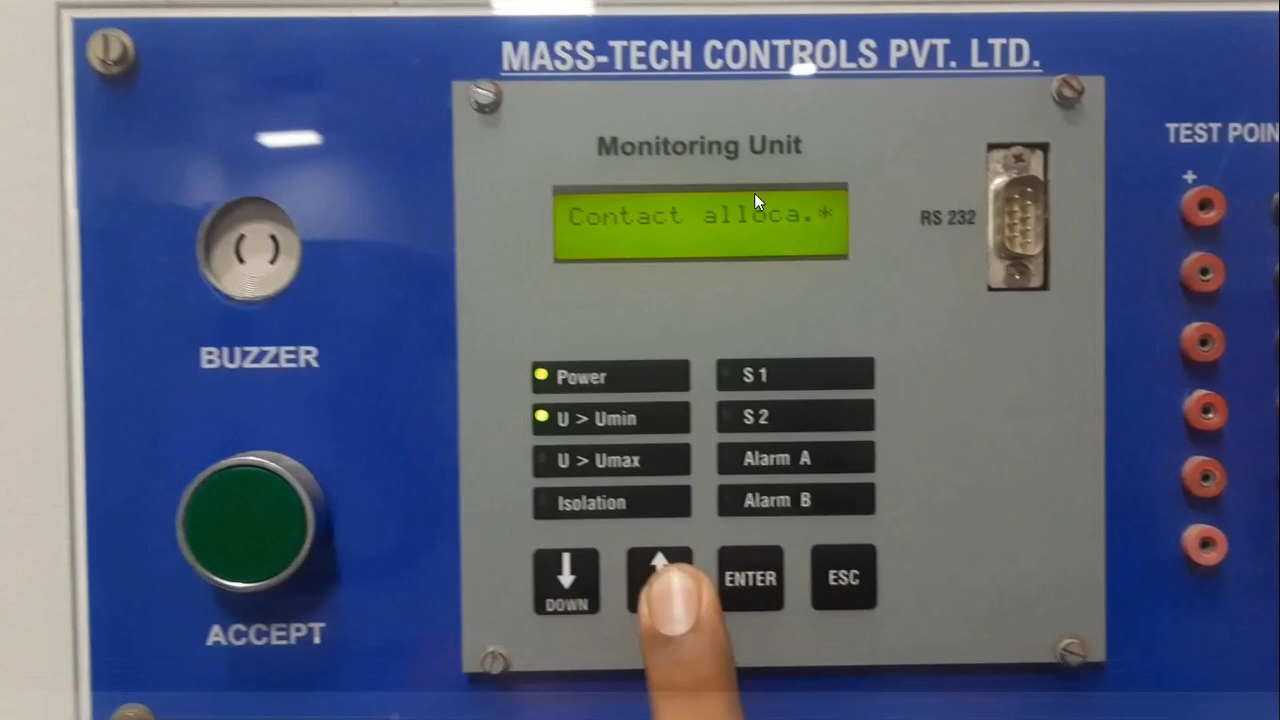 MASS-TECH CONTROLS PVT. LTD.
Monitoring Unit
TEST POIN
+
Contact alloca.*
RS 232
BUZZER
Power
S 1
U > Umin
S 2
U > Umax
Alarm A
Isolation
Alarm B
DOWN
ENTER
ESC
ACCEPT